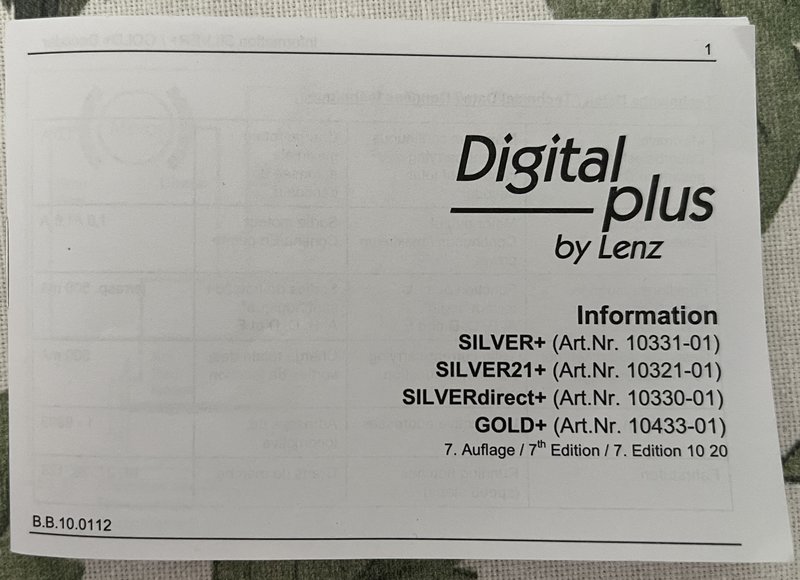 1
Digital
plus
by Lenz
Information
SILVER+ (Art.Nr. 10331-01)
SILVER21+ (Art.Nr. 10321-01)
SILVERdirect+ (Art.Nr. 10330-01)
GOLD+ (Art.Nr. 10433-01)
7. Auflage / 7th Edition / 7. Edition 10 20
B.B.10.0112